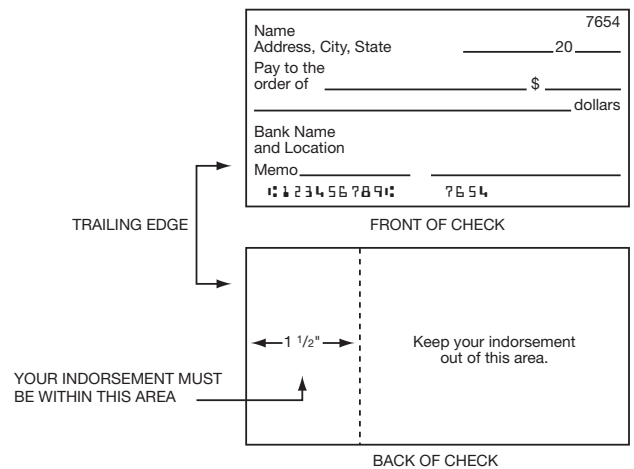 7654
Name
Address, City, State 20
Pay to the
order of $
dollars
Bank Name
and Location
Memo
⑆123456789⑆ 7654
TRAILING EDGE
FRONT OF CHECK
1 1/2"
Keep your indorsement
out of this area.
YOUR INDORSEMENT MUST
BE WITHIN THIS AREA
BACK OF CHECK